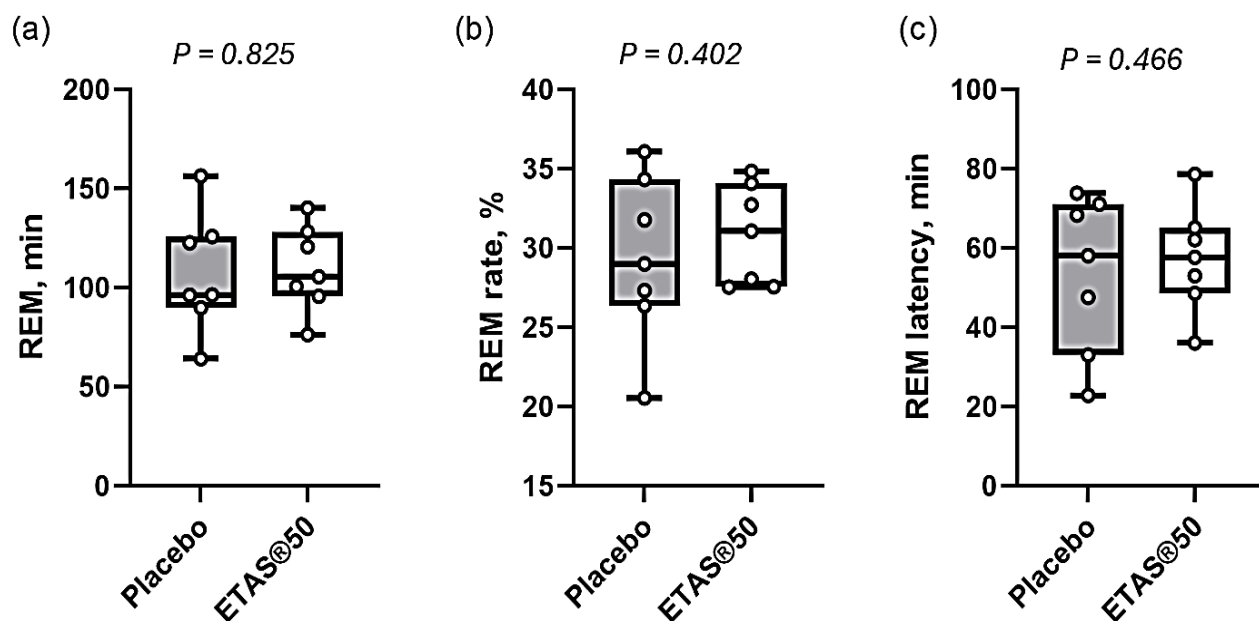 (a)
P = 0.825
REM, min
200
150
100
50
0
Placebo
ETAS®50
(b)
P = 0.402
REM rate, %
40
35
30
25
20
15
Placebo
ETAS®50
(c)
P = 0.466
REM latency, min
100
80
60
40
20
0
Placebo
ETAS®50